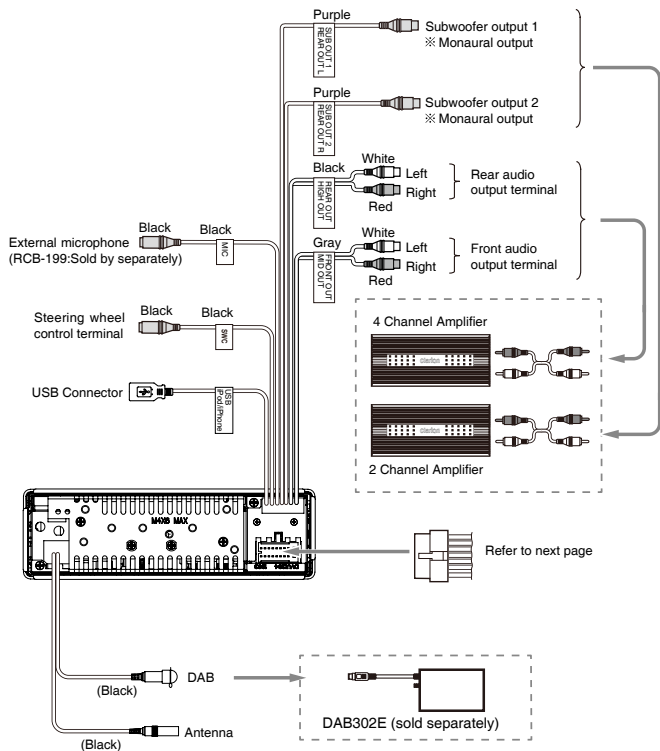 Purple
SUB OUT 1
REAR OUT L
Subwoofer output 1
※ Monaural output
Purple
SUB OUT 2
REAR OUT R
Subwoofer output 2
※ Monaural output
White
Black
REAR OUT
HIGH OUT
Left
Right
Red
Rear audio
output terminal
White
Gray
FRONT OUT
MID OUT
Left
Right
Red
Front audio
output terminal
External microphone
(RCB-199:Sold by separately)
Black
Black
MIC
Steering wheel
control terminal
Black
Black
SWC
USB Connector
USB
iPod/iPhone
4 Channel Amplifier
clarion
clarion
2 Channel Amplifier
M4X6 MAX
Refer to next page
DAB
(Black)
DAB302E (sold separately)
Antenna
(Black)